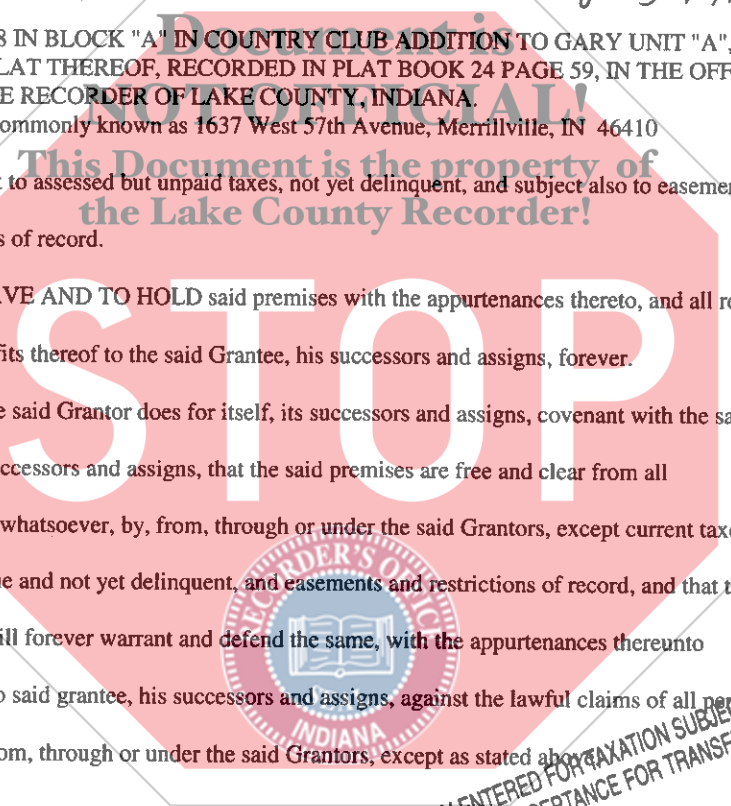 8 IN BLOCK "A" IN COUNTRY CLUB ADDITION TO GARY UNIT "A",
LAT THEREOF, RECORDED IN PLAT BOOK 24 PAGE 59, IN THE OFF
E RECORDER OF LAKE COUNTY, INDIANA.
ommonly known as 1637 West 57th Avenue, Merrillville, IN 46410
Document is
NOT OFFICIAL!
This Document is the property of
the Lake County Recorder!
to assessed but unpaid taxes, not yet delinquent, and subject also to easemen
s of record.
STOP
VE AND TO HOLD said premises with the appurtenances thereto, and all re
its thereof to the said Grantee, his successors and assigns, forever.
e said Grantor does for itself, its successors and assigns, covenant with the sa
ccessors and assigns, that the said premises are free and clear from all
whatsoever, by, from, through or under the said Grantors, except current taxe
e and not yet delinquent, and easements and restrictions of record, and that t
ill forever warrant and defend the same, with the appurtenances thereunto
o said grantee, his successors and assigns, against the lawful claims of all per
om, through or under the said Grantors, except as stated above.
RECORDER'S OFFICE
INDIANA
ENTERED FOR TAXATION SUBJE
PTANCE FOR TRANSF